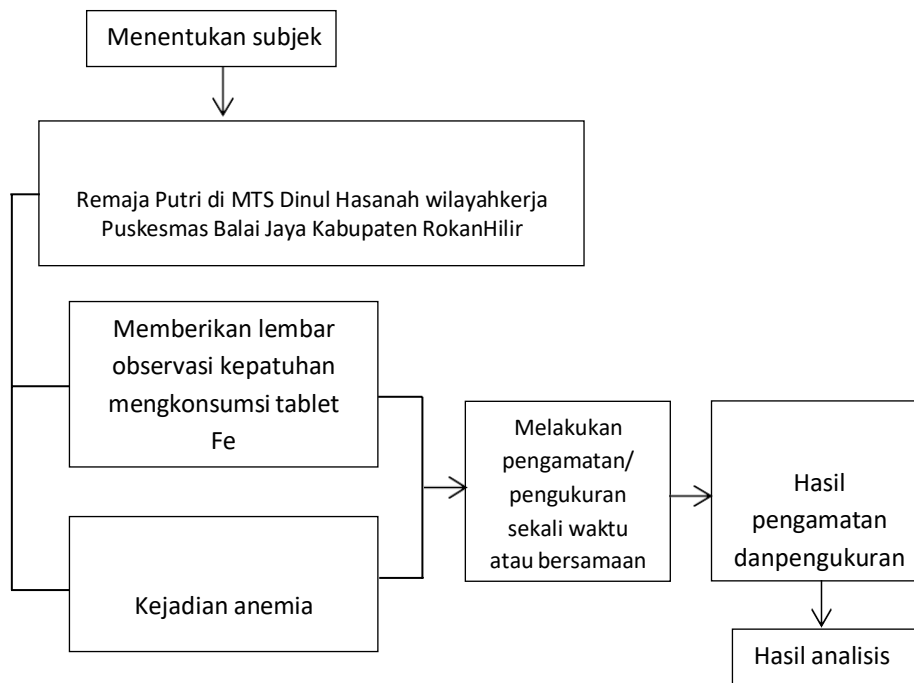 Menentukan subjek
Remaja Putri di MTS Dinul Hasanah wilayahkerja
Puskesmas Balai Jaya Kabupaten RokanHilir
Memberikan lembar
observasi kepatuhan
mengkonsumsi tablet
Fe
Kejadian anemia
Melakukan
pengamatan/
pengukuran
sekali waktu
atau bersamaan
Hasil
pengamatan
danpengukuran
Hasil analisis